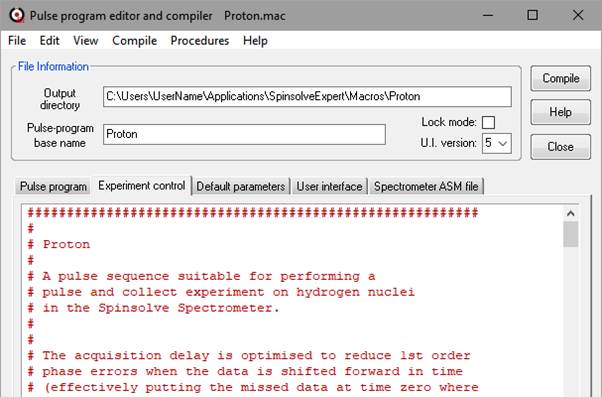 Pulse program editor and compiler Proton.mac
File Edit View Compile Procedures Help
File Information
Output directory
C:\Users\UserName\Applications\SpinsolveExpert\Macros\Proton
Pulse-program base name
Proton
Lock mode:
U.I. version: 5
Compile
Help
Close
Pulse program Experiment control Default parameters User interface Spectrometer ASM file
##########################################################
#
# Proton
#
# A pulse sequence suitable for performing a
# pulse and collect experiment on hydrogen nuclei
# in the Spinsolve Spectrometer.
#
#
# The acquisition delay is optimised to reduce 1st order
# phase errors when the data is shifted forward in time
# (effectively putting the missed data at time zero where